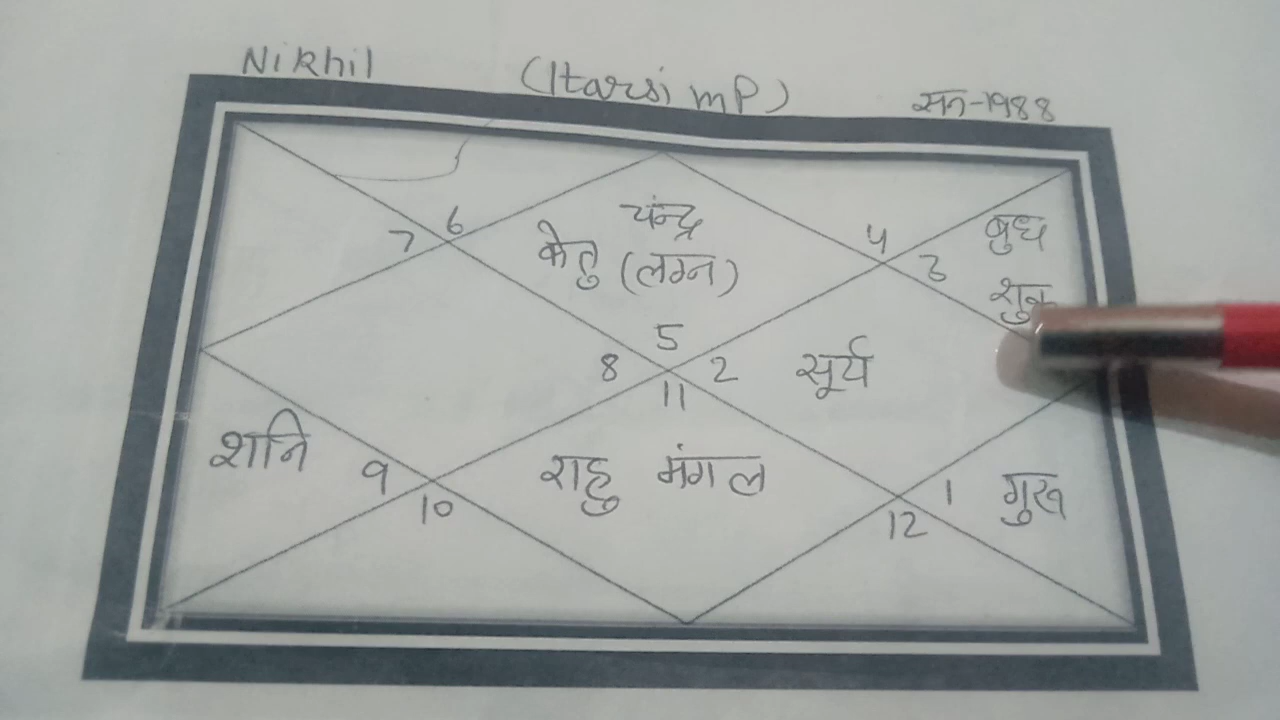 Nikhil
(Itarsi, mP)
सन-१९88
6
7
चन्द्र
केतु (लग्न)
4
3
बुध
शुक्र
5
8
2
11
सूर्य
शनि
9
10
राहु मंगल
1
12
गुरु